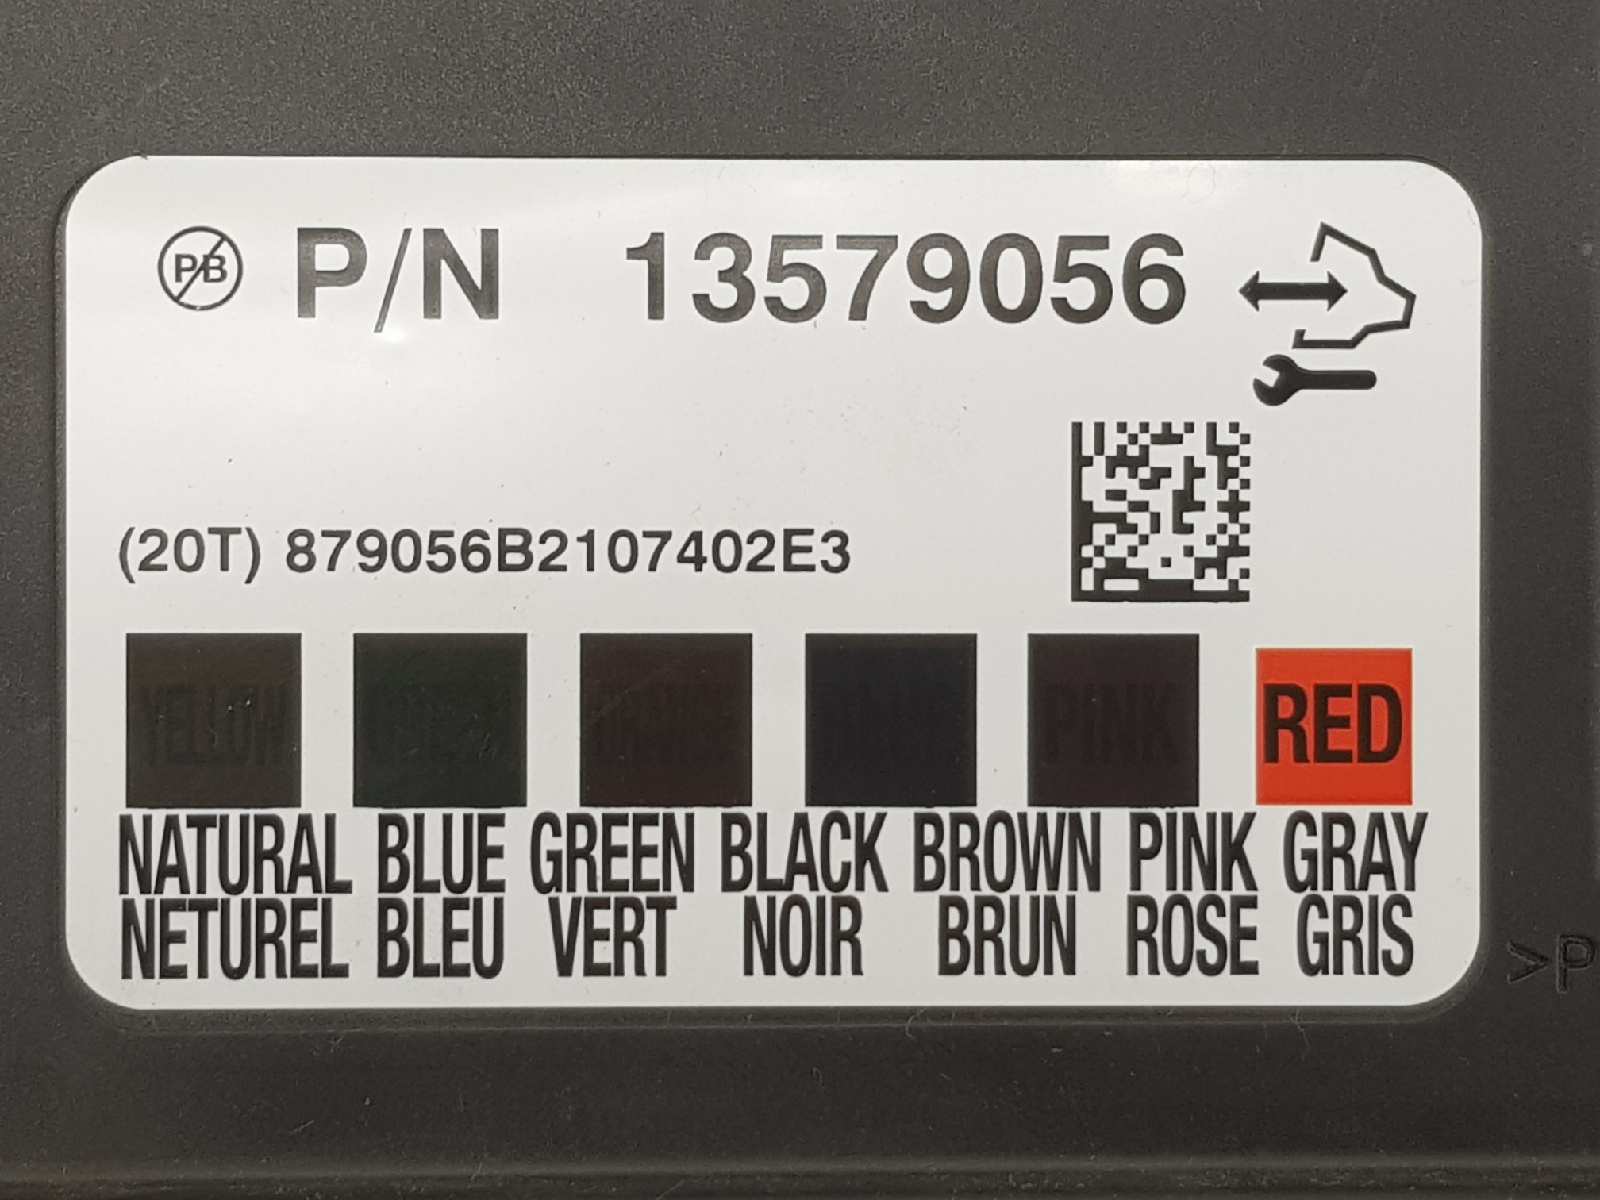 PB P/N 13579056
(20T) 879056B2107402E3
YELLOW PINK RED
NATURAL BLUE GREEN BLACK BROWN PINK GRAY
NETUREL BLEU VERT NOIR BRUN ROSE GRIS
>P